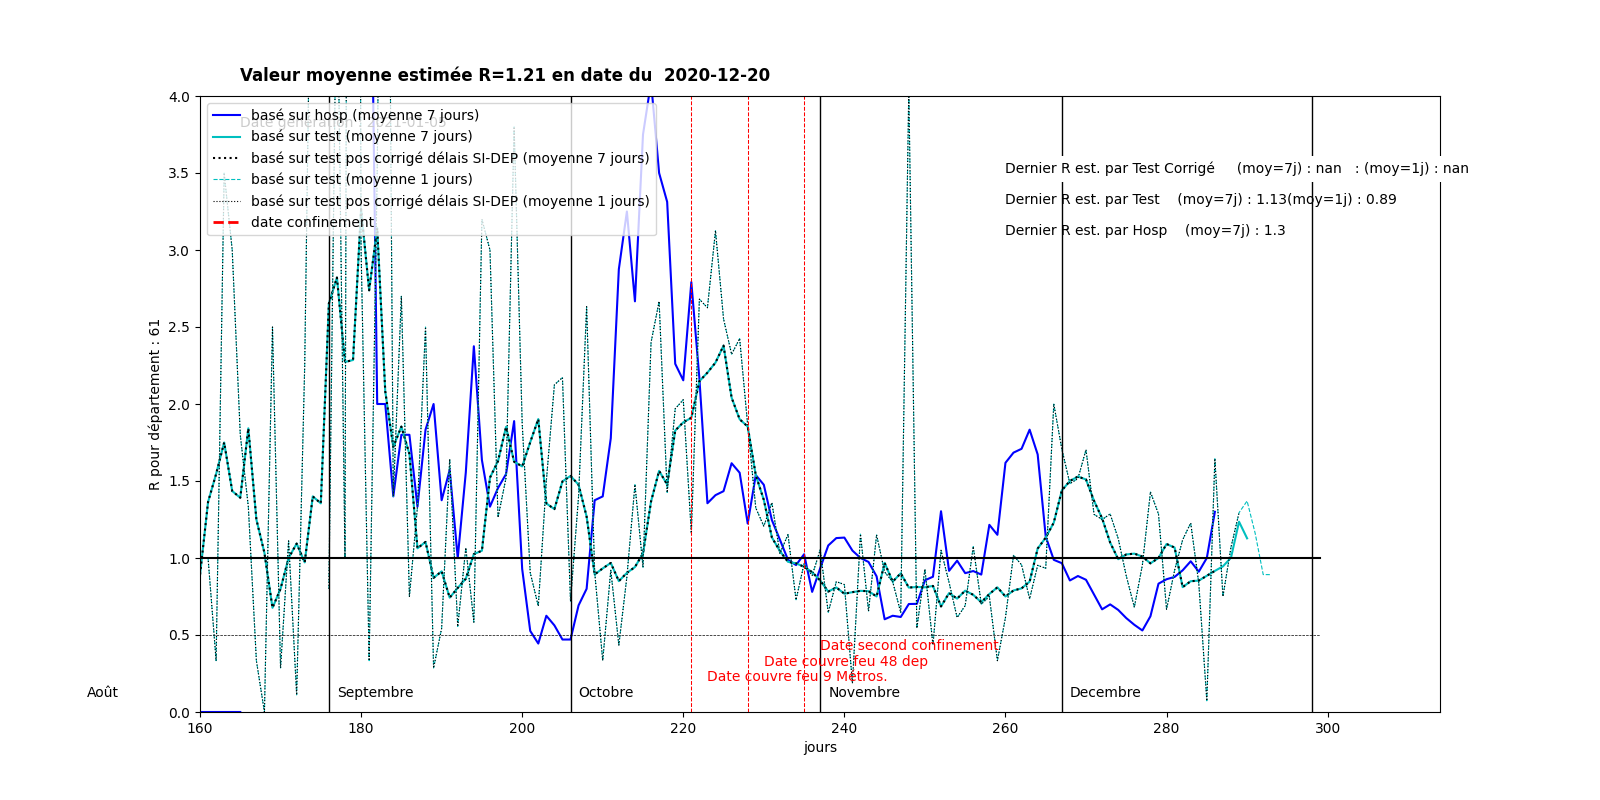 Valeur moyenne estimée R=1.21 en date du  2020-12-20
Date génération : 2021-01-05
basé sur hosp (moyenne 7 jours)
basé sur test (moyenne 7 jours)
basé sur test pos corrigé délais SI-DEP (moyenne 7 jours)
basé sur test (moyenne 1 jours)
basé sur test pos corrigé délais SI-DEP (moyenne 1 jours)
date confinement
Dernier R est. par Test Corrigé     (moy=7j) : nan   : (moy=1j) : nan
Dernier R est. par Test    (moy=7j) : 1.13(moy=1j) : 0.89
Dernier R est. par Hosp    (moy=7j) : 1.3
4.0
3.5
3.0
2.5
2.0
1.5
1.0
0.5
0.0
R pour département : 61
Date second confinement
Date couvre feu 48 dep
Date couvre feu 9 Métros.
Août
Septembre
Octobre
Novembre
Decembre
160 180 200 220 240 260 280 300
jours